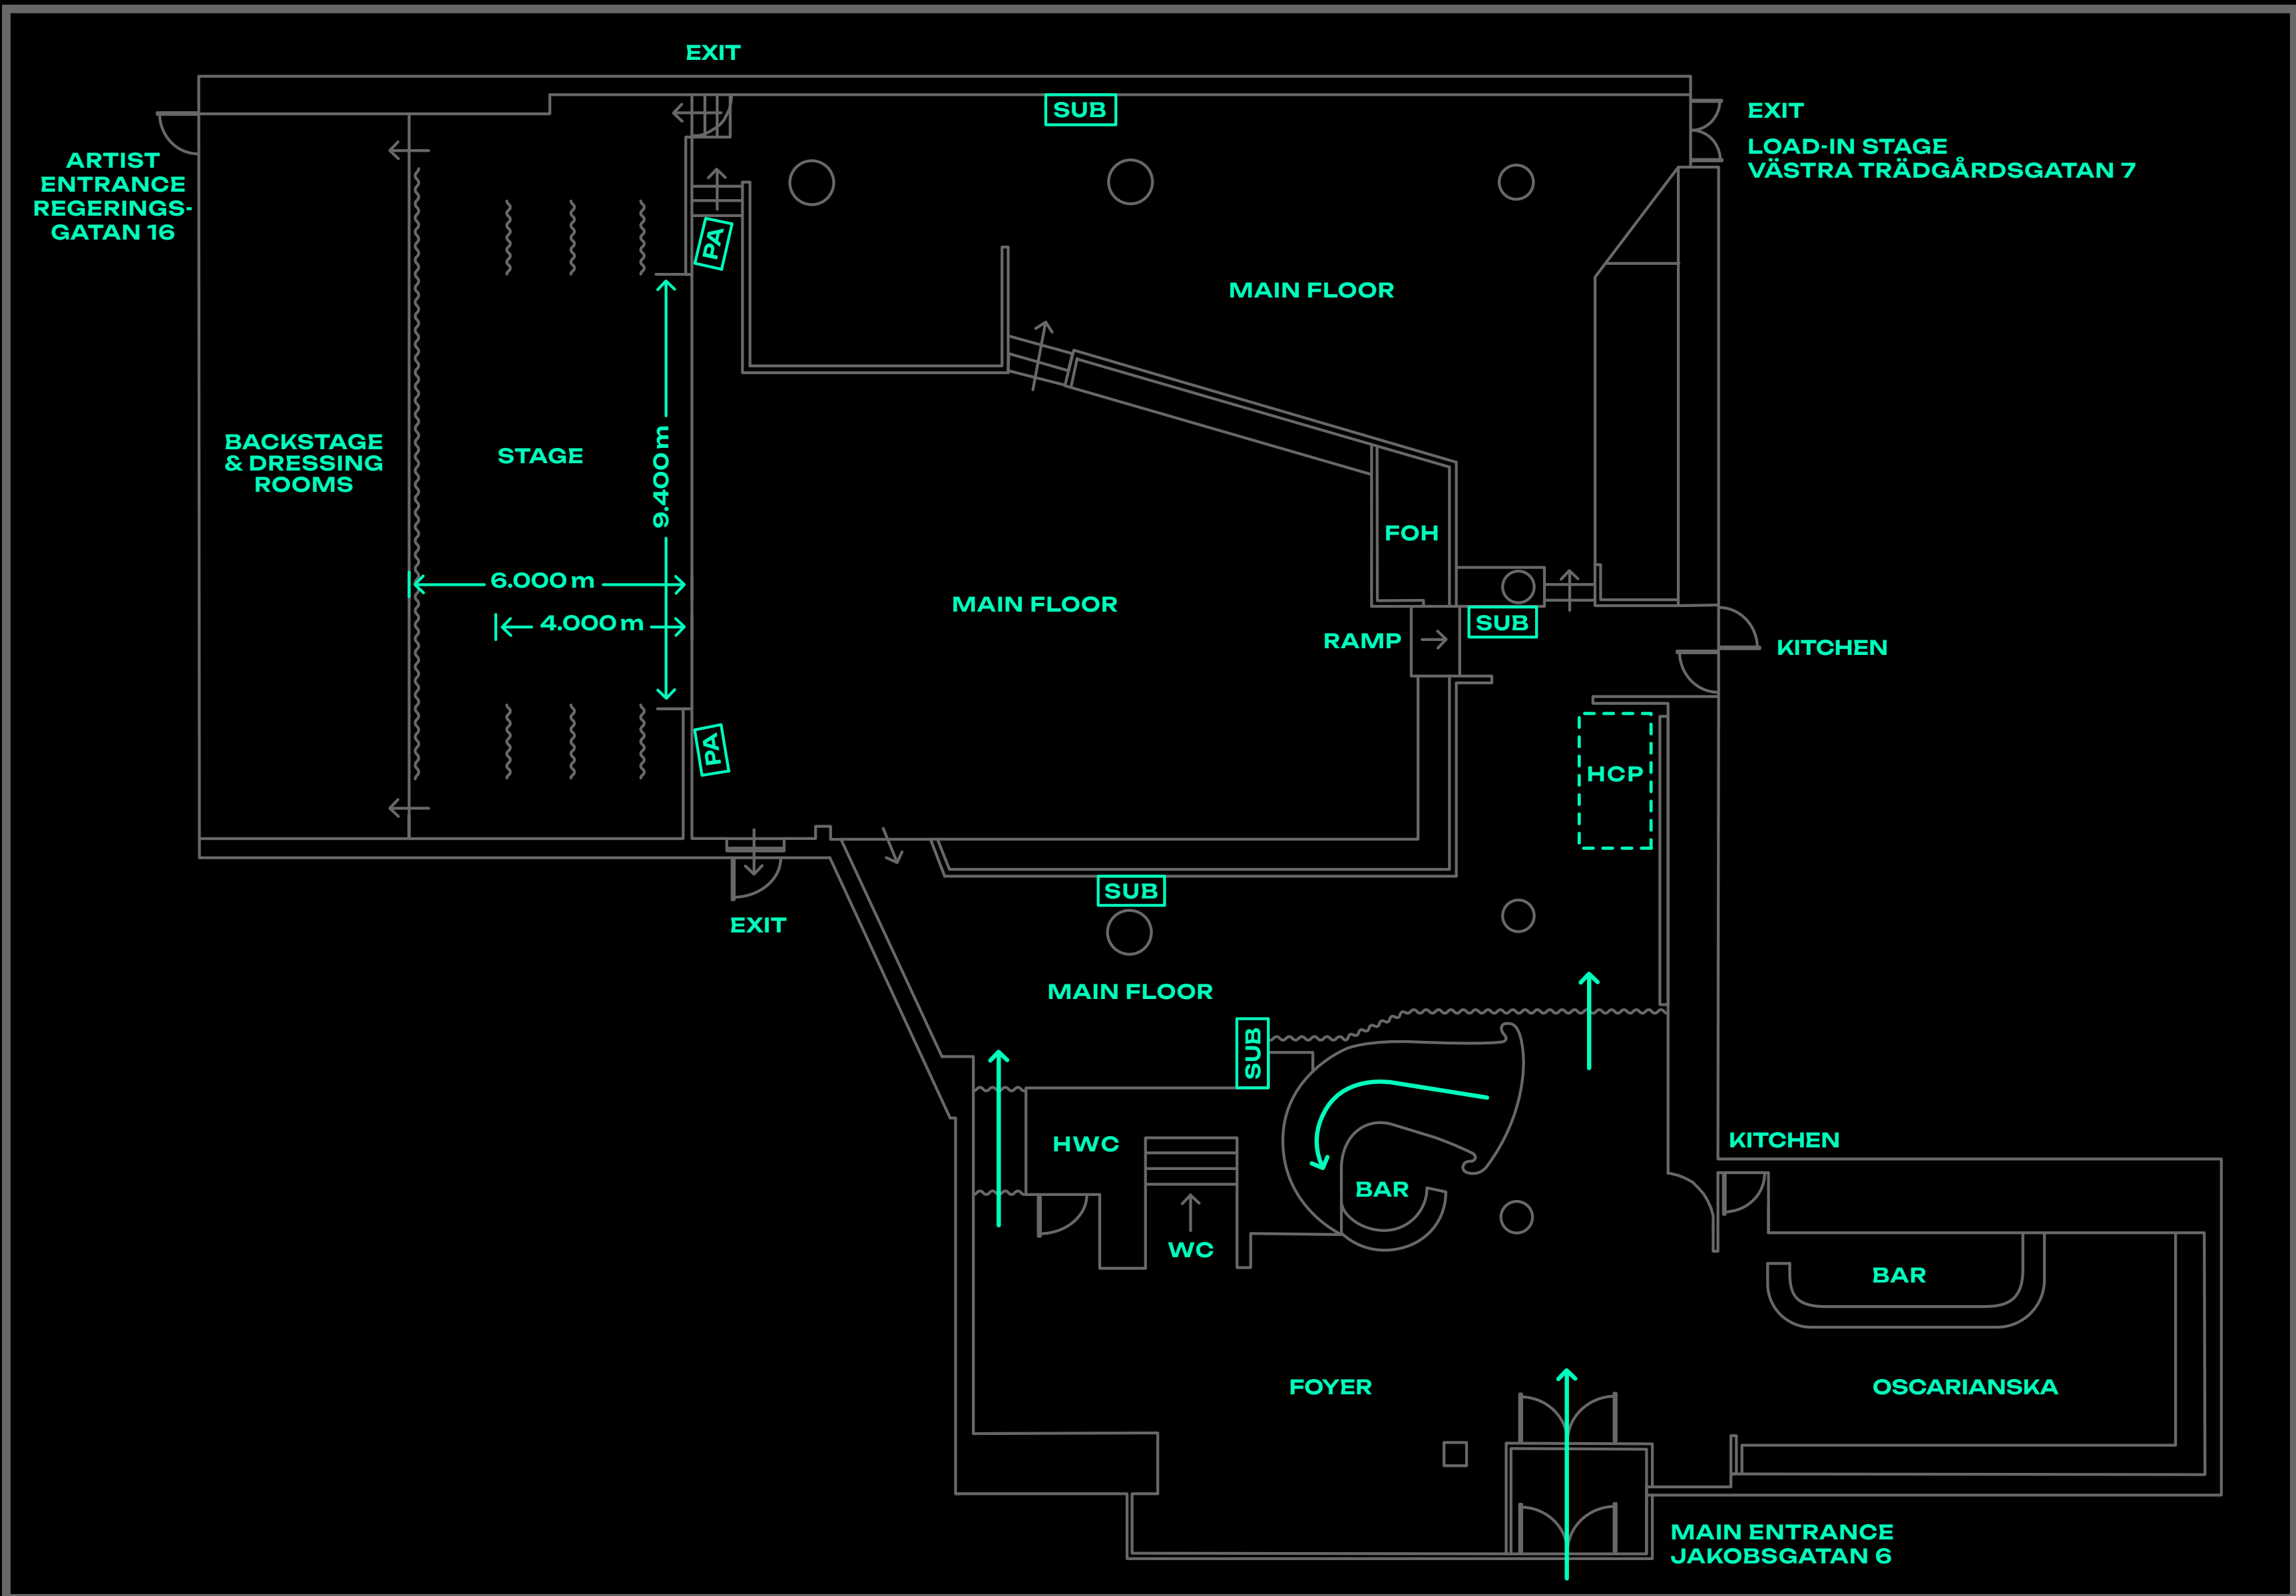 EXIT
SUB
EXIT
LOAD-IN STAGE
VÄSTRA TRÄDGÅRDSGATAN 7
ARTIST
ENTRANCE
REGERINGS-
GATAN 16
PA
MAIN FLOOR
BACKSTAGE
& DRESSING
ROOMS
STAGE
9.400 m
FOH
6.000 m
4.000 m
MAIN FLOOR
RAMP
SUB
KITCHEN
PA
HCP
SUB
EXIT
MAIN FLOOR
SUB
HWC
KITCHEN
BAR
WC
BAR
FOYER
OSCARIANSKA
MAIN ENTRANCE
JAKOBSGATAN 6